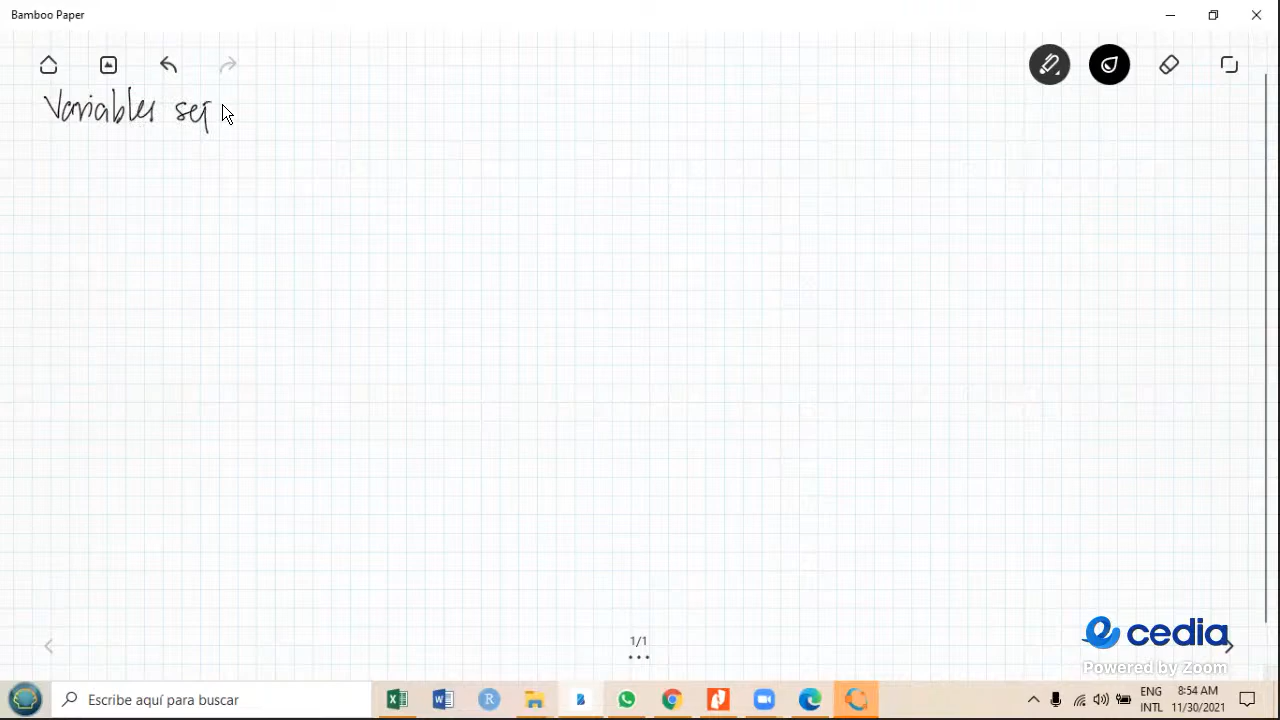 Bamboo Paper
Variables sep
1/1
cedia
Powered by Zoom
Escribe aquí para buscar
ENG
INTL
8:54 AM
11/30/2021